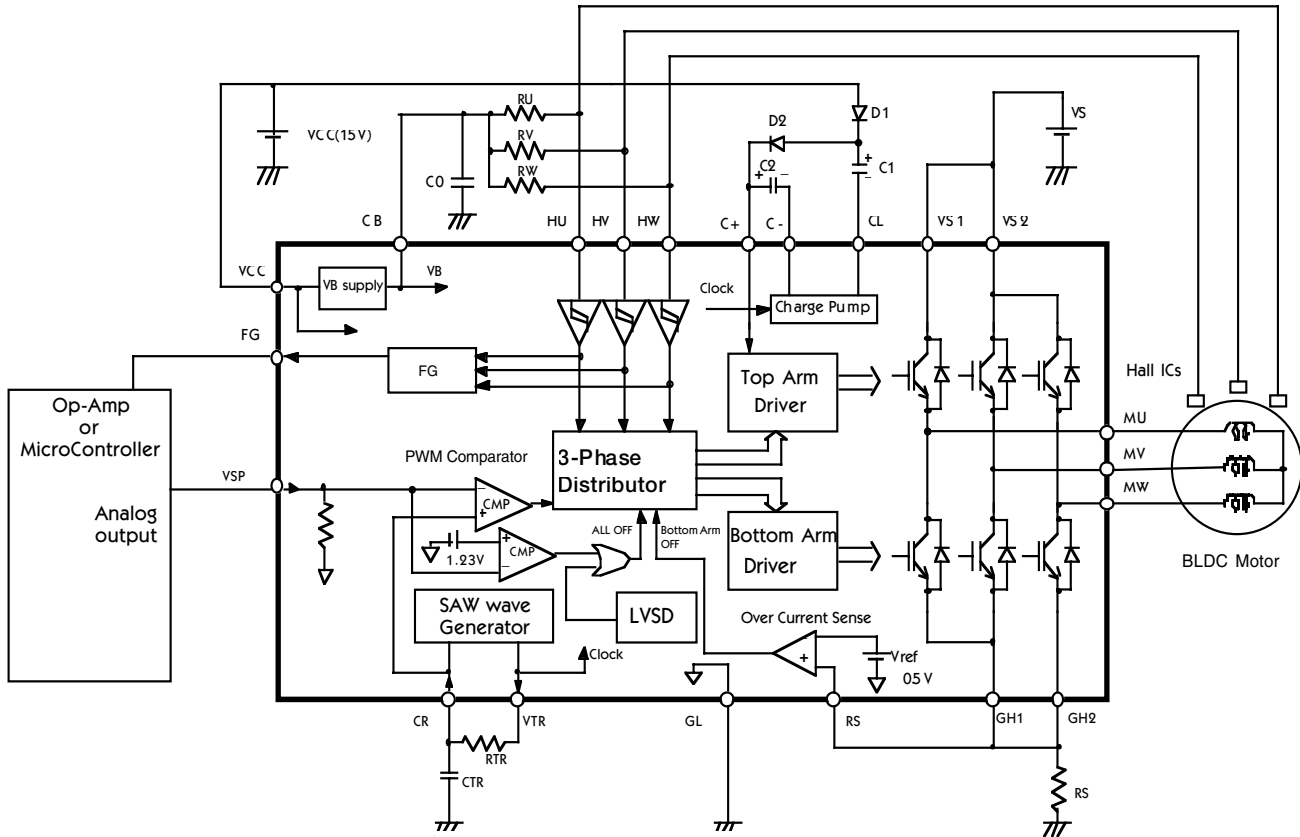 RU
D1
D2
VS
VCC(15V)
RV
C2
C1
+
-
+
-
C0
RW
CB
HU
HV
HW
C+
C-
CL
VS1
VS2
VCC
VB supply
VB
Clock
Charge Pump
FG
FG
Top Arm
Driver
Hall ICs
Op-Amp
or
MicroController
MU
3-Phase
Distributor
MV
PWM Comparator
VSP
MW
CMP
-
+
Analog
output
ALL OFF
Bottom Arm
OFF
Bottom Arm
Driver
1.23V
CMP
+
-
BLDC Motor
SAW wave
Generator
LVSD
Over Current Sense
-
+
Vref
05 V
Clock
CR
VTR
GL
RS
GH1
GH2
RTR
CTR
RS